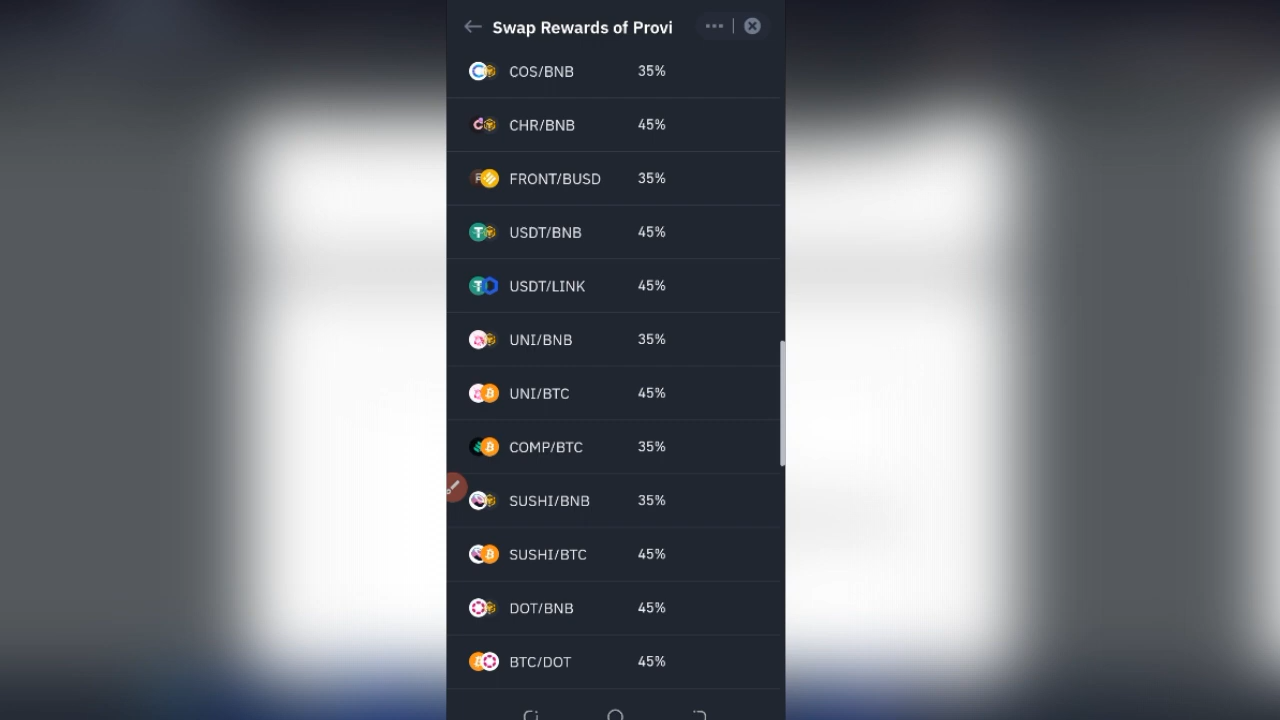 Swap Rewards of Provi
COS/BNB 35%
CHR/BNB 45%
FRONT/BUSD 35%
USDT/BNB 45%
USDT/LINK 45%
UNI/BNB 35%
UNI/BTC 45%
COMP/BTC 35%
SUSHI/BNB 35%
SUSHI/BTC 45%
DOT/BNB 45%
BTC/DOT 45%